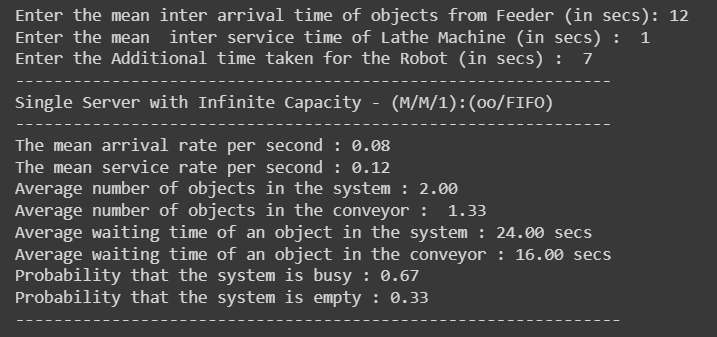 Enter the mean inter arrival time of objects from Feeder (in secs): 12
Enter the mean  inter service time of Lathe Machine (in secs) :  1
Enter the Additional time taken for the Robot (in secs) :  7
--------------------------------------------------------------
Single Server with Infinite Capacity - (M/M/1):(oo/FIFO)
--------------------------------------------------------------
The mean arrival rate per second : 0.08
The mean service rate per second : 0.12
Average number of objects in the system : 2.00
Average number of objects in the conveyor :  1.33
Average waiting time of an object in the system : 24.00 secs
Average waiting time of an object in the conveyor : 16.00 secs
Probability that the system is busy : 0.67
Probability that the system is empty : 0.33
---------------------------------------------------------------